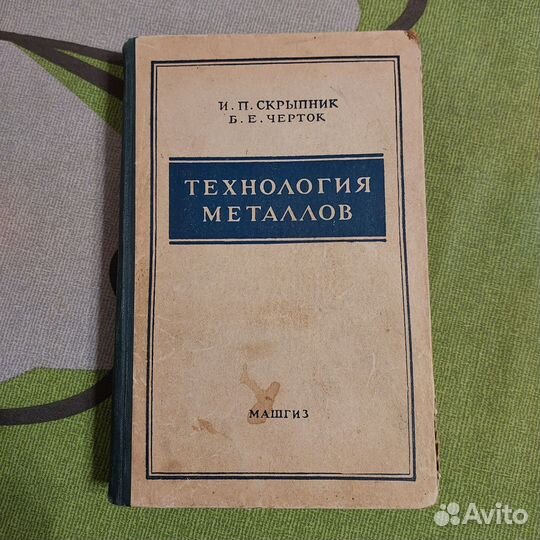 И. П. СКРЫПНИК
Б. Е. ЧЕРТОК
ТЕХНОЛОГИЯ
МЕТАЛЛОВ
МАШГИЗ
Avito